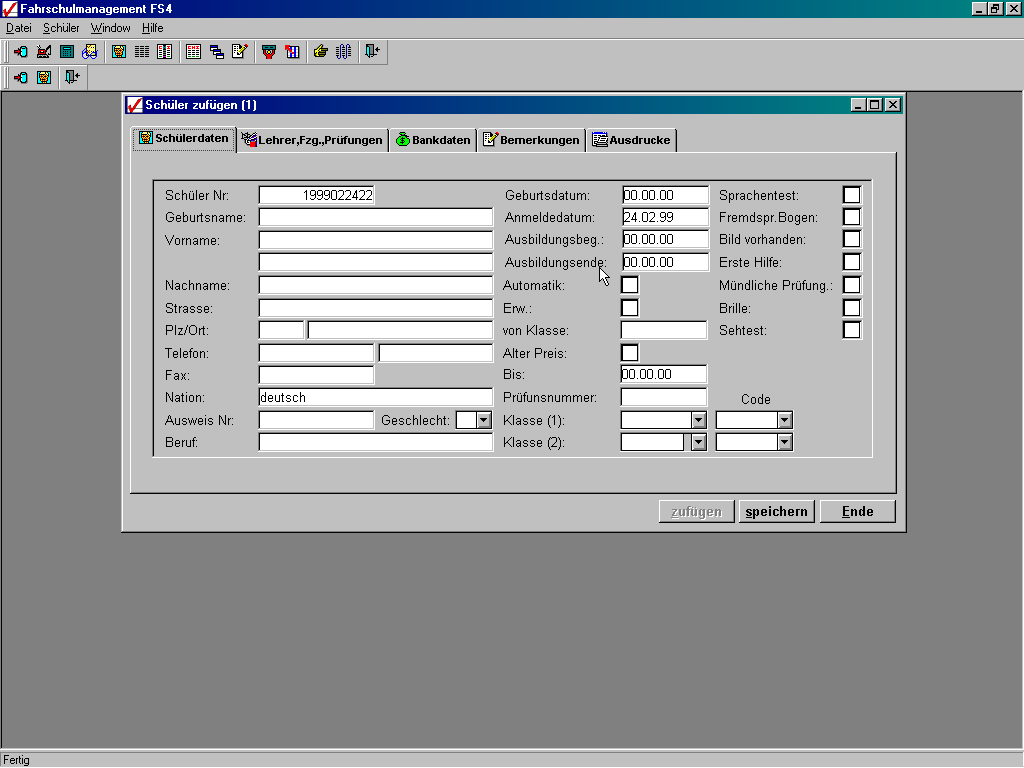 Fahrschulmanagement FS4
Datei Schüler Window Hilfe
Schüler zufügen (1)
Schülerdaten Lehrer,Fzg.,Prüfungen Bankdaten Bemerkungen Ausdrucke
Schüler Nr: 1999022422 Geburtsdatum: 00.00.00 Sprachentest:
Geburtsname: Anmeldedatum: 24.02.99 Fremdspr.Bogen:
Vorname: Ausbildungsbeg.: 00.00.00 Bild vorhanden:
Ausbildungsende: 00.00.00 Erste Hilfe:
Nachname: Automatik: Mündliche Prüfung.:
Strasse: Erw.: Brille:
Plz/Ort: von Klasse: Sehtest:
Telefon: Alter Preis:
Fax: Bis: 00.00.00
Nation: deutsch Prüfunsnummer: Code
Ausweis Nr: Geschlecht: Klasse (1):
Beruf: Klasse (2):
zufügen speichern Ende
Fertig